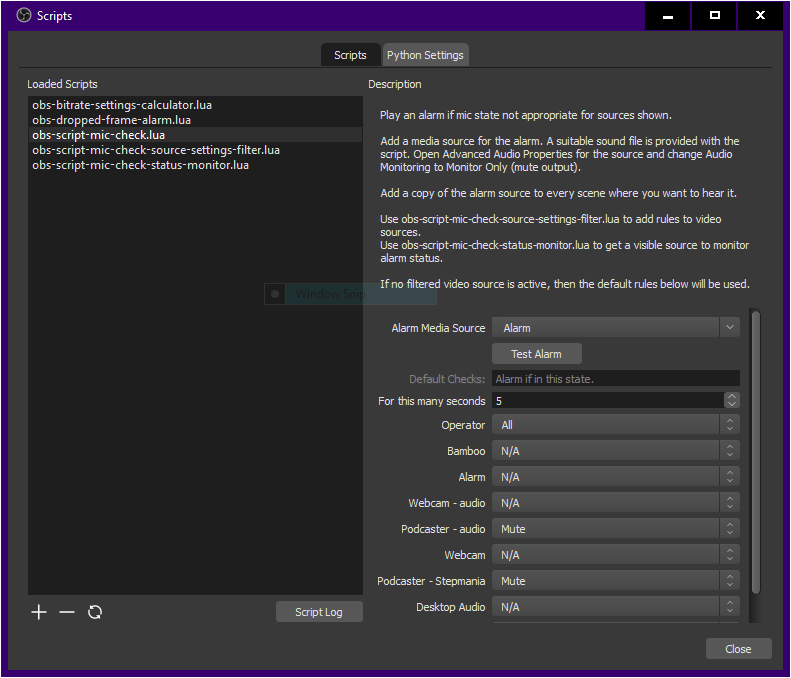 Scripts
Scripts
Python Settings
Loaded Scripts
obs-bitrate-settings-calculator.lua
obs-dropped-frame-alarm.lua
obs-script-mic-check.lua
obs-script-mic-check-source-settings-filter.lua
obs-script-mic-check-status-monitor.lua
Window Snip
Script Log
Description
Play an alarm if mic state not appropriate for sources shown.
Add a media source for the alarm. A suitable sound file is provided with the
script. Open Advanced Audio Properties for the source and change Audio
Monitoring to Monitor Only (mute output).
Add a copy of the alarm source to every scene where you want to hear it.
Use obs-script-mic-check-source-settings-filter.lua to add rules to video
sources.
Use obs-script-mic-check-status-monitor.lua to get a visible source to monitor
alarm status.
If no filtered video source is active, then the default rules below will be used.
Alarm Media Source Alarm
Test Alarm
Default Checks: Alarm if in this state.
For this many seconds 5
Operator All
Bamboo N/A
Alarm N/A
Webcam - audio N/A
Podcaster - audio Mute
Webcam N/A
Podcaster - Stepmania Mute
Desktop Audio N/A
Close